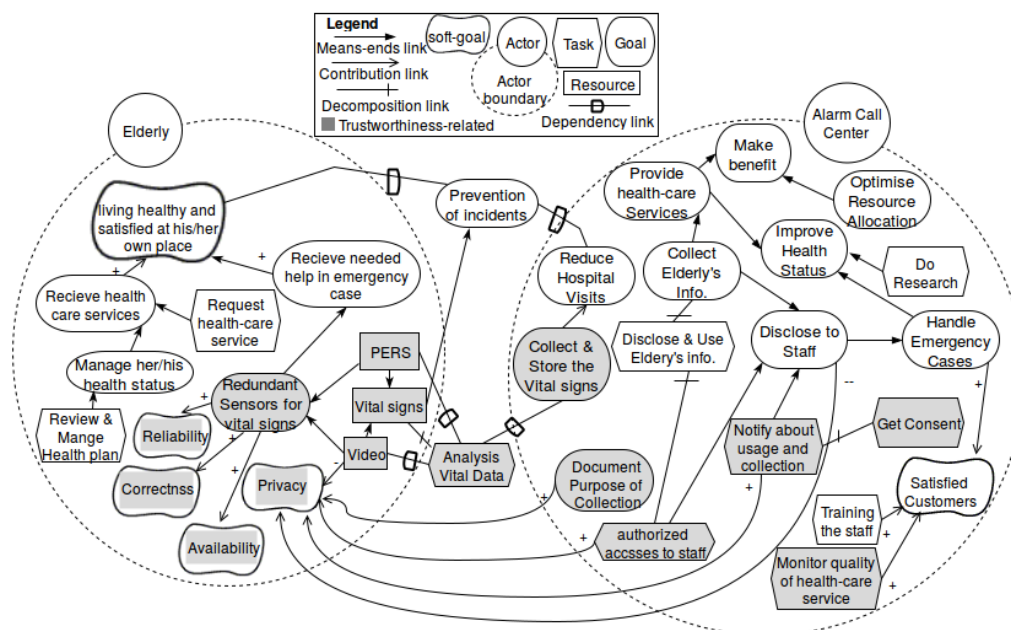 Legend
Means-ends link
Contribution link
Decomposition link
Trustworthiness-related
soft-goal
Actor
Task
Goal
Actor
boundary
Resource
Dependency link
Elderly
Alarm Call
Center
living healthy and
satisfied at his/her
own place
+
+
Recieve needed
help in emergency
case
Recieve health
care services
Request
health-care
service
Manage her/his
health status
Review &
Mange
Health plan
Redundant
Sensors for
vital signs
+
Reliability
+
Correctnss
+
Availability
PERS
Vital signs
Video
-
Privacy
Prevention
of incidents
Analysis
Vital Data
Make
benefit
Provide
health-care
Services
Optimise
Resource
Allocation
Improve
Health
Status
Collect
Elderly's
Info.
Reduce
Hospital
Visits
Do
Research
Disclose & Use
Eldery's info.
Disclose to
Staff
Handle
Emergency
Cases
Collect &
Store the
Vital signs
--
+
Notify about
usage and
collection
+
Get Consent
Document
Purpose of
Collection
+
authorized
accsses to staff
+
Satisfied
Customers
Training
the staff
+
Monitor quality
of health-care
service
+